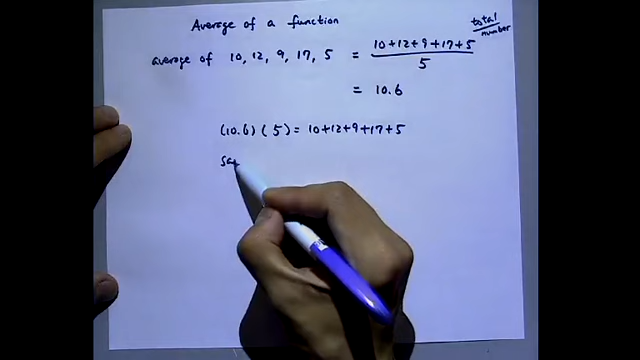 Average of a function
total
number
average of 10, 12, 9, 17, 5 = 10+12+9+17+5
5
= 10.6
(10.6) (5) = 10+12+9+17+5
sa